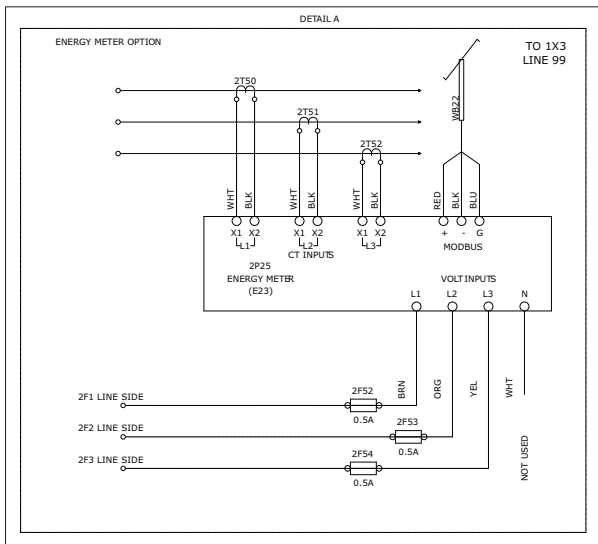 DETAIL A
ENERGY METER OPTION
TO 1X3
LINE 99
2T50
2T51
2T52
WB22
WHT
BLK
WHT
BLK
WHT
BLK
RED
BLK
BLU
X1 X2
L1
X1 X2
L2
X1 X2
L3
+ - G
CT INPUTS
MODBUS
2P25
ENERGY METER
(E23)
VOLT INPUTS
L1 L2 L3 N
BRN
ORG
YEL
WHT
NOT USED
2F1 LINE SIDE
2F52
0.5A
2F2 LINE SIDE
2F53
0.5A
2F3 LINE SIDE
2F54
0.5A